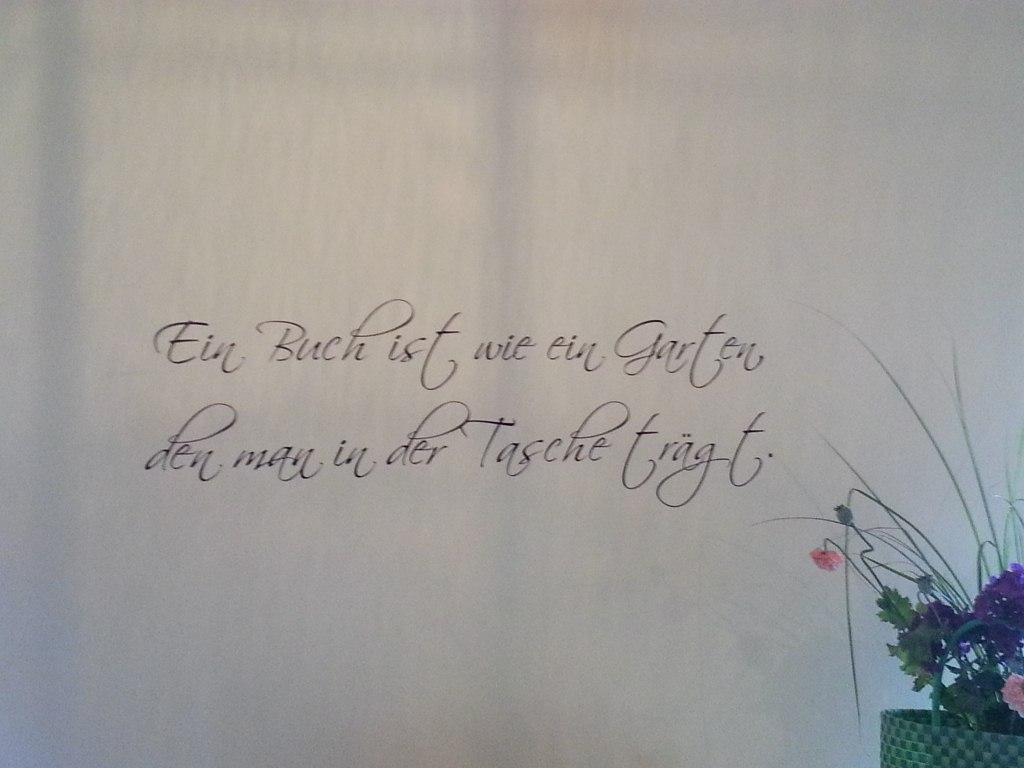 Ein Buch ist wie ein Garten
den man in der Tasche trägt.